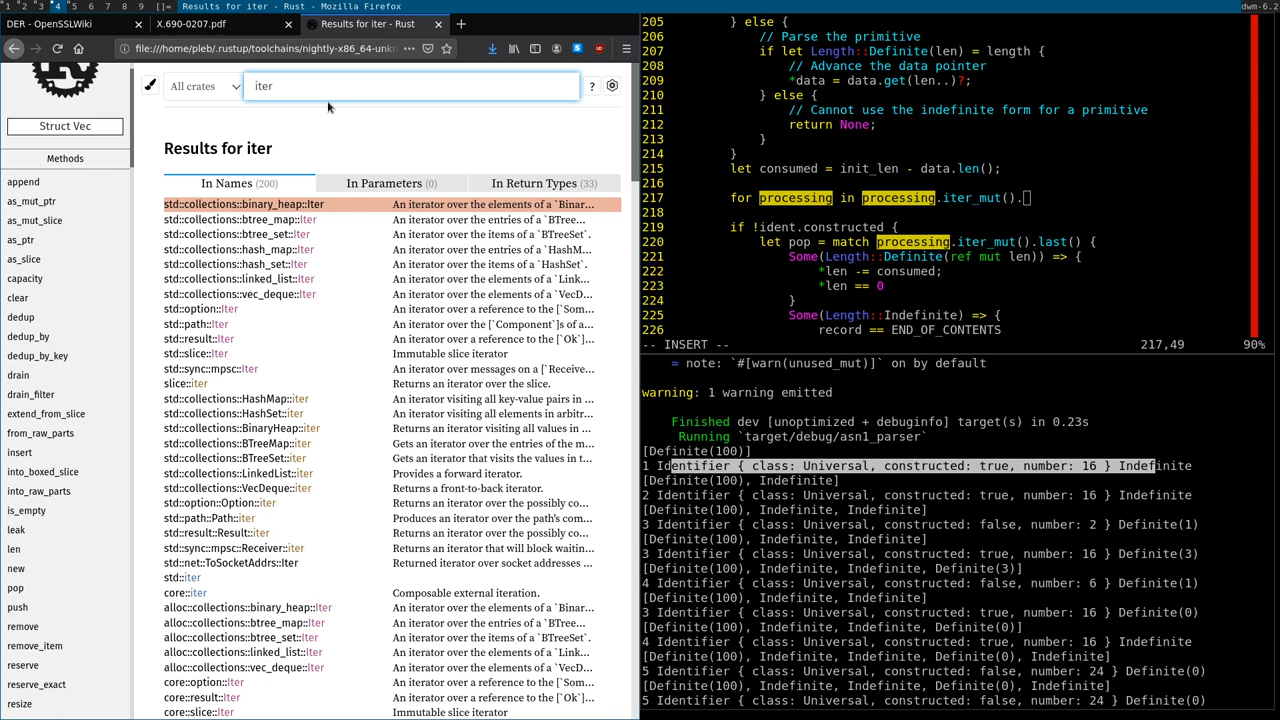 1 2 3 4 5 6 7 8 9 []= Results for iter - Rust - Mozilla Firefox dwm-6.2
DER - OpenSSLWiki X.690-0207.pdf Results for iter - Rust
file:///home/pleb/.rustup/toolchains/nightly-x86_64-unkn
All crates iter ?
Struct Vec
Methods
append
as_mut_ptr
as_mut_slice
as_ptr
as_slice
capacity
clear
dedup
dedup_by
dedup_by_key
drain
drain_filter
extend_from_slice
from_raw_parts
insert
into_boxed_slice
into_raw_parts
is_empty
leak
len
new
pop
push
remove
remove_item
reserve
reserve_exact
resize
Results for iter
In Names (200) In Parameters (0) In Return Types (33)
std::collections::binary_heap::Iter An iterator over the elements of a `Binar…
std::collections::btree_map::Iter An iterator over the entries of a `BTree…
std::collections::btree_set::Iter An iterator over the items of a `BTreeSet`.
std::collections::hash_map::Iter An iterator over the entries of a `HashM…
std::collections::hash_set::Iter An iterator over the items of a `HashSet`.
std::collections::linked_list::Iter An iterator over the elements of a `Link…
std::collections::vec_deque::Iter An iterator over the elements of a `VecD…
std::option::Iter An iterator over a reference to the [`Som…
std::path::Iter An iterator over the [`Component`]s of a…
std::result::Iter An iterator over a reference to the [`Ok`]…
std::slice::Iter Immutable slice iterator
std::sync::mpsc::Iter An iterator over messages on a [`Receive…
slice::iter Returns an iterator over the slice.
std::collections::HashMap::iter An iterator visiting all key-value pairs in …
std::collections::HashSet::iter An iterator visiting all elements in arbitr…
std::collections::BinaryHeap::iter Returns an iterator visiting all values in …
std::collections::BTreeMap::iter Gets an iterator over the entries of the m…
std::collections::BTreeSet::iter Gets an iterator that visits the values in t…
std::collections::LinkedList::iter Provides a forward iterator.
std::collections::VecDeque::iter Returns a front-to-back iterator.
std::option::Option::iter Returns an iterator over the possibly co…
std::path::Path::iter Produces an iterator over the path's com…
std::result::Result::iter Returns an iterator over the possibly co…
std::sync::mpsc::Receiver::iter Returns an iterator that will block waitin…
std::net::ToSocketAddrs::Iter Returned iterator over socket addresses …
std::iter
core::iter Composable external iteration.
alloc::collections::binary_heap::Iter An iterator over the elements of a `Binar…
alloc::collections::btree_map::Iter An iterator over the entries of a `BTree…
alloc::collections::btree_set::Iter An iterator over the items of a `BTreeSet`.
alloc::collections::linked_list::Iter An iterator over the elements of a `Link…
alloc::collections::vec_deque::Iter An iterator over the elements of a `VecD…
core::option::Iter An iterator over a reference to the [`Som…
core::result::Iter An iterator over a reference to the [`Ok`]…
core::slice::Iter Immutable slice iterator
205 } else {
206 // Parse the primitive
207 if let Length::Definite(len) = length {
208 // Advance the data pointer
209 *data = data.get(len..)?;
210 } else {
211 // Cannot use the indefinite form for a primitive
212 return None;
213 }
214 }
215 let consumed = init_len - data.len();
216
217 for processing in processing.iter_mut().
218
219 if !ident.constructed {
220 let pop = match processing.iter_mut().last() {
221 Some(Length::Definite(ref mut len)) => {
222 *len -= consumed;
223 *len == 0
224 }
225 Some(Length::Indefinite) => {
226 record == END_OF_CONTENTS
-- INSERT -- 217,49 90%
= note: `#[warn(unused_mut)]` on by default
warning: 1 warning emitted
Finished dev [unoptimized + debuginfo] target(s) in 0.23s
Running `target/debug/asn1_parser`
[Definite(100)]
1 Identifier { class: Universal, constructed: true, number: 16 } Indefinite
[Definite(100), Indefinite]
2 Identifier { class: Universal, constructed: true, number: 16 } Indefinite
[Definite(100), Indefinite, Indefinite]
3 Identifier { class: Universal, constructed: false, number: 2 } Definite(1)
[Definite(100), Indefinite, Indefinite]
3 Identifier { class: Universal, constructed: true, number: 16 } Definite(3)
[Definite(100), Indefinite, Indefinite, Definite(3)]
4 Identifier { class: Universal, constructed: false, number: 6 } Definite(1)
[Definite(100), Indefinite, Indefinite]
3 Identifier { class: Universal, constructed: true, number: 16 } Definite(0)
[Definite(100), Indefinite, Indefinite, Definite(0)]
4 Identifier { class: Universal, constructed: true, number: 16 } Indefinite
[Definite(100), Indefinite, Indefinite, Definite(0), Indefinite]
5 Identifier { class: Universal, constructed: false, number: 24 } Definite(0)
[Definite(100), Indefinite, Indefinite, Definite(0), Indefinite]
5 Identifier { class: Universal, constructed: false, number: 24 } Definite(0)